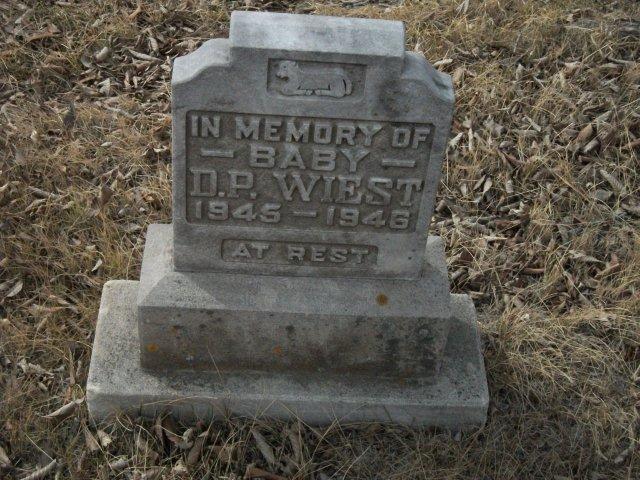 IN MEMORY OF
— BABY —
D.P. WIEST
1945 — 1946
AT REST